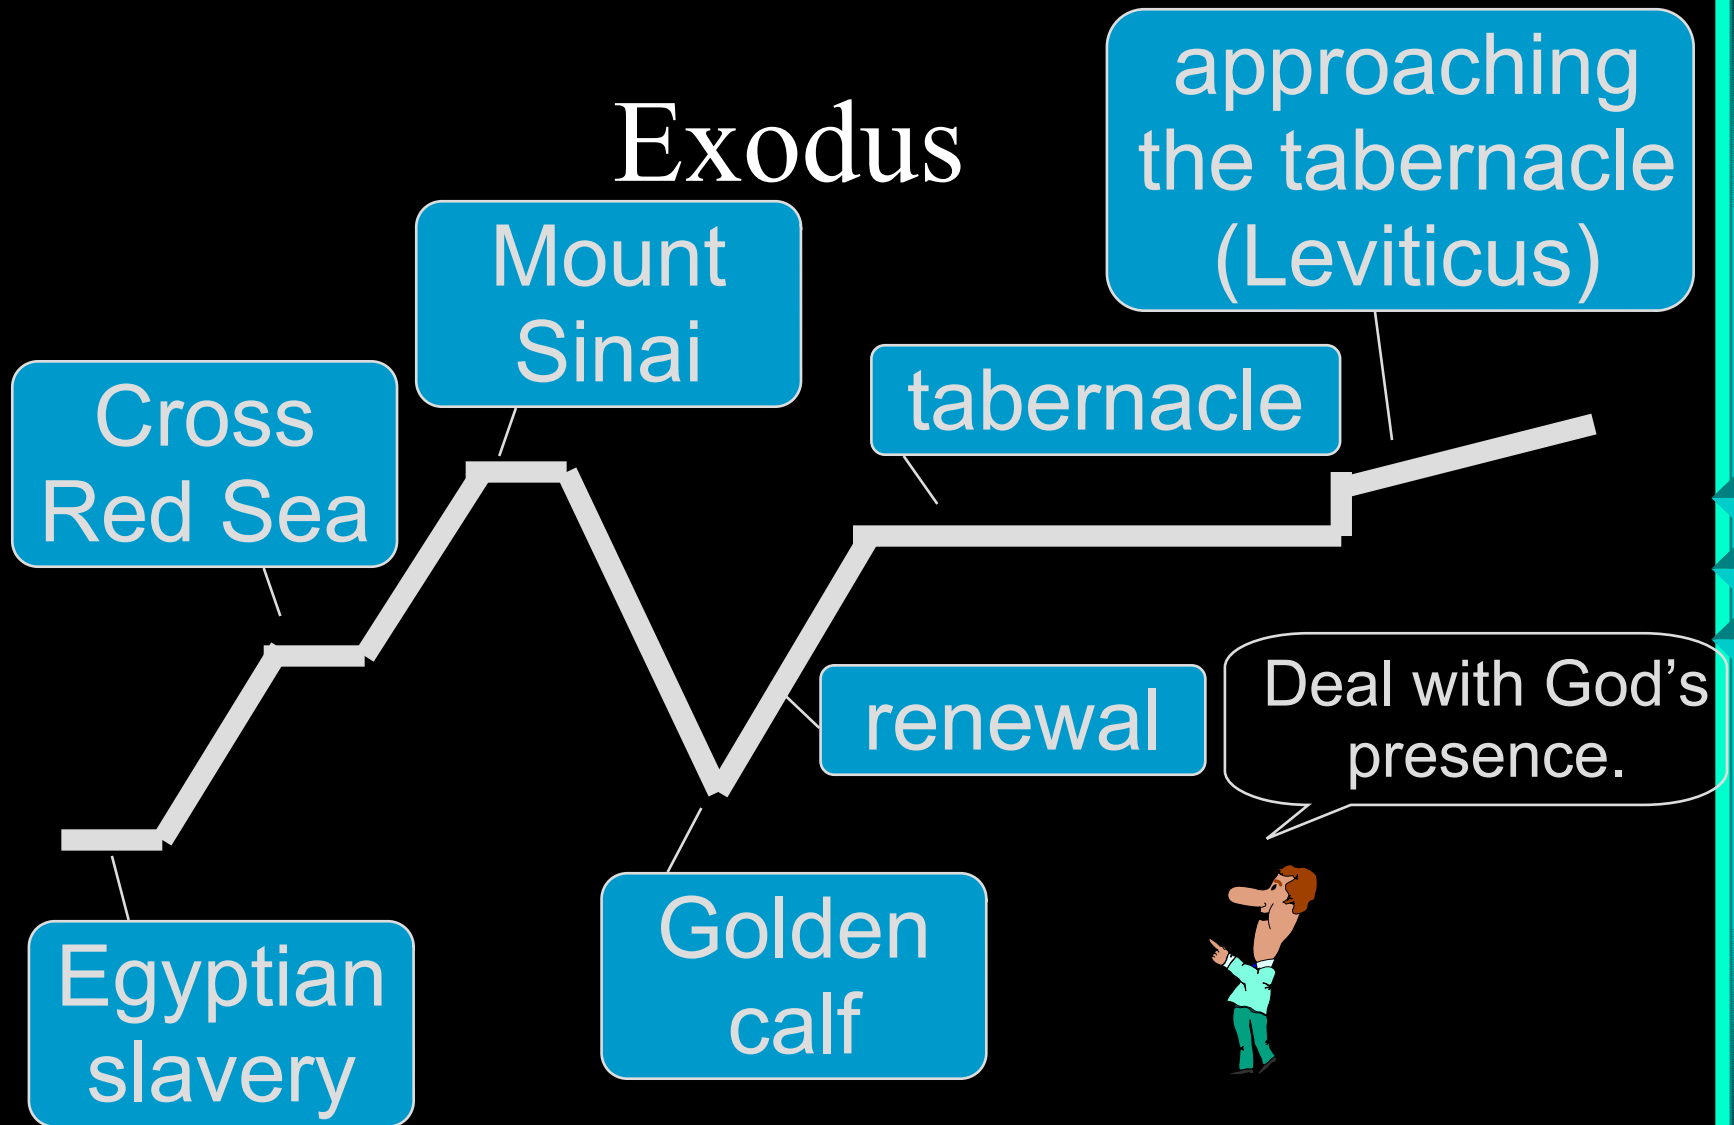 Exodus
approaching
the tabernacle
(Leviticus)
Mount
Sinai
Cross
Red Sea
tabernacle
renewal
Deal with God’s
presence.
Golden
calf
Egyptian
slavery